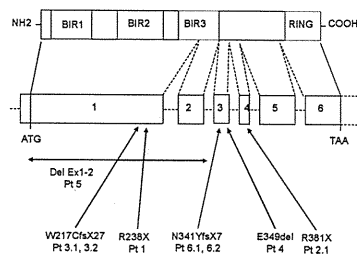 NH2 BIR1 BIR2 BIR3 RING COOH
1 2 3 4 5 6
ATG TAA
Del Ex1-2
Pt 5
W217CfsX27 R238X N341YfsX7 E349del R381X
Pt 3.1, 3.2 Pt 1 Pt 6.1, 6.2 Pt 4 Pt 2.1